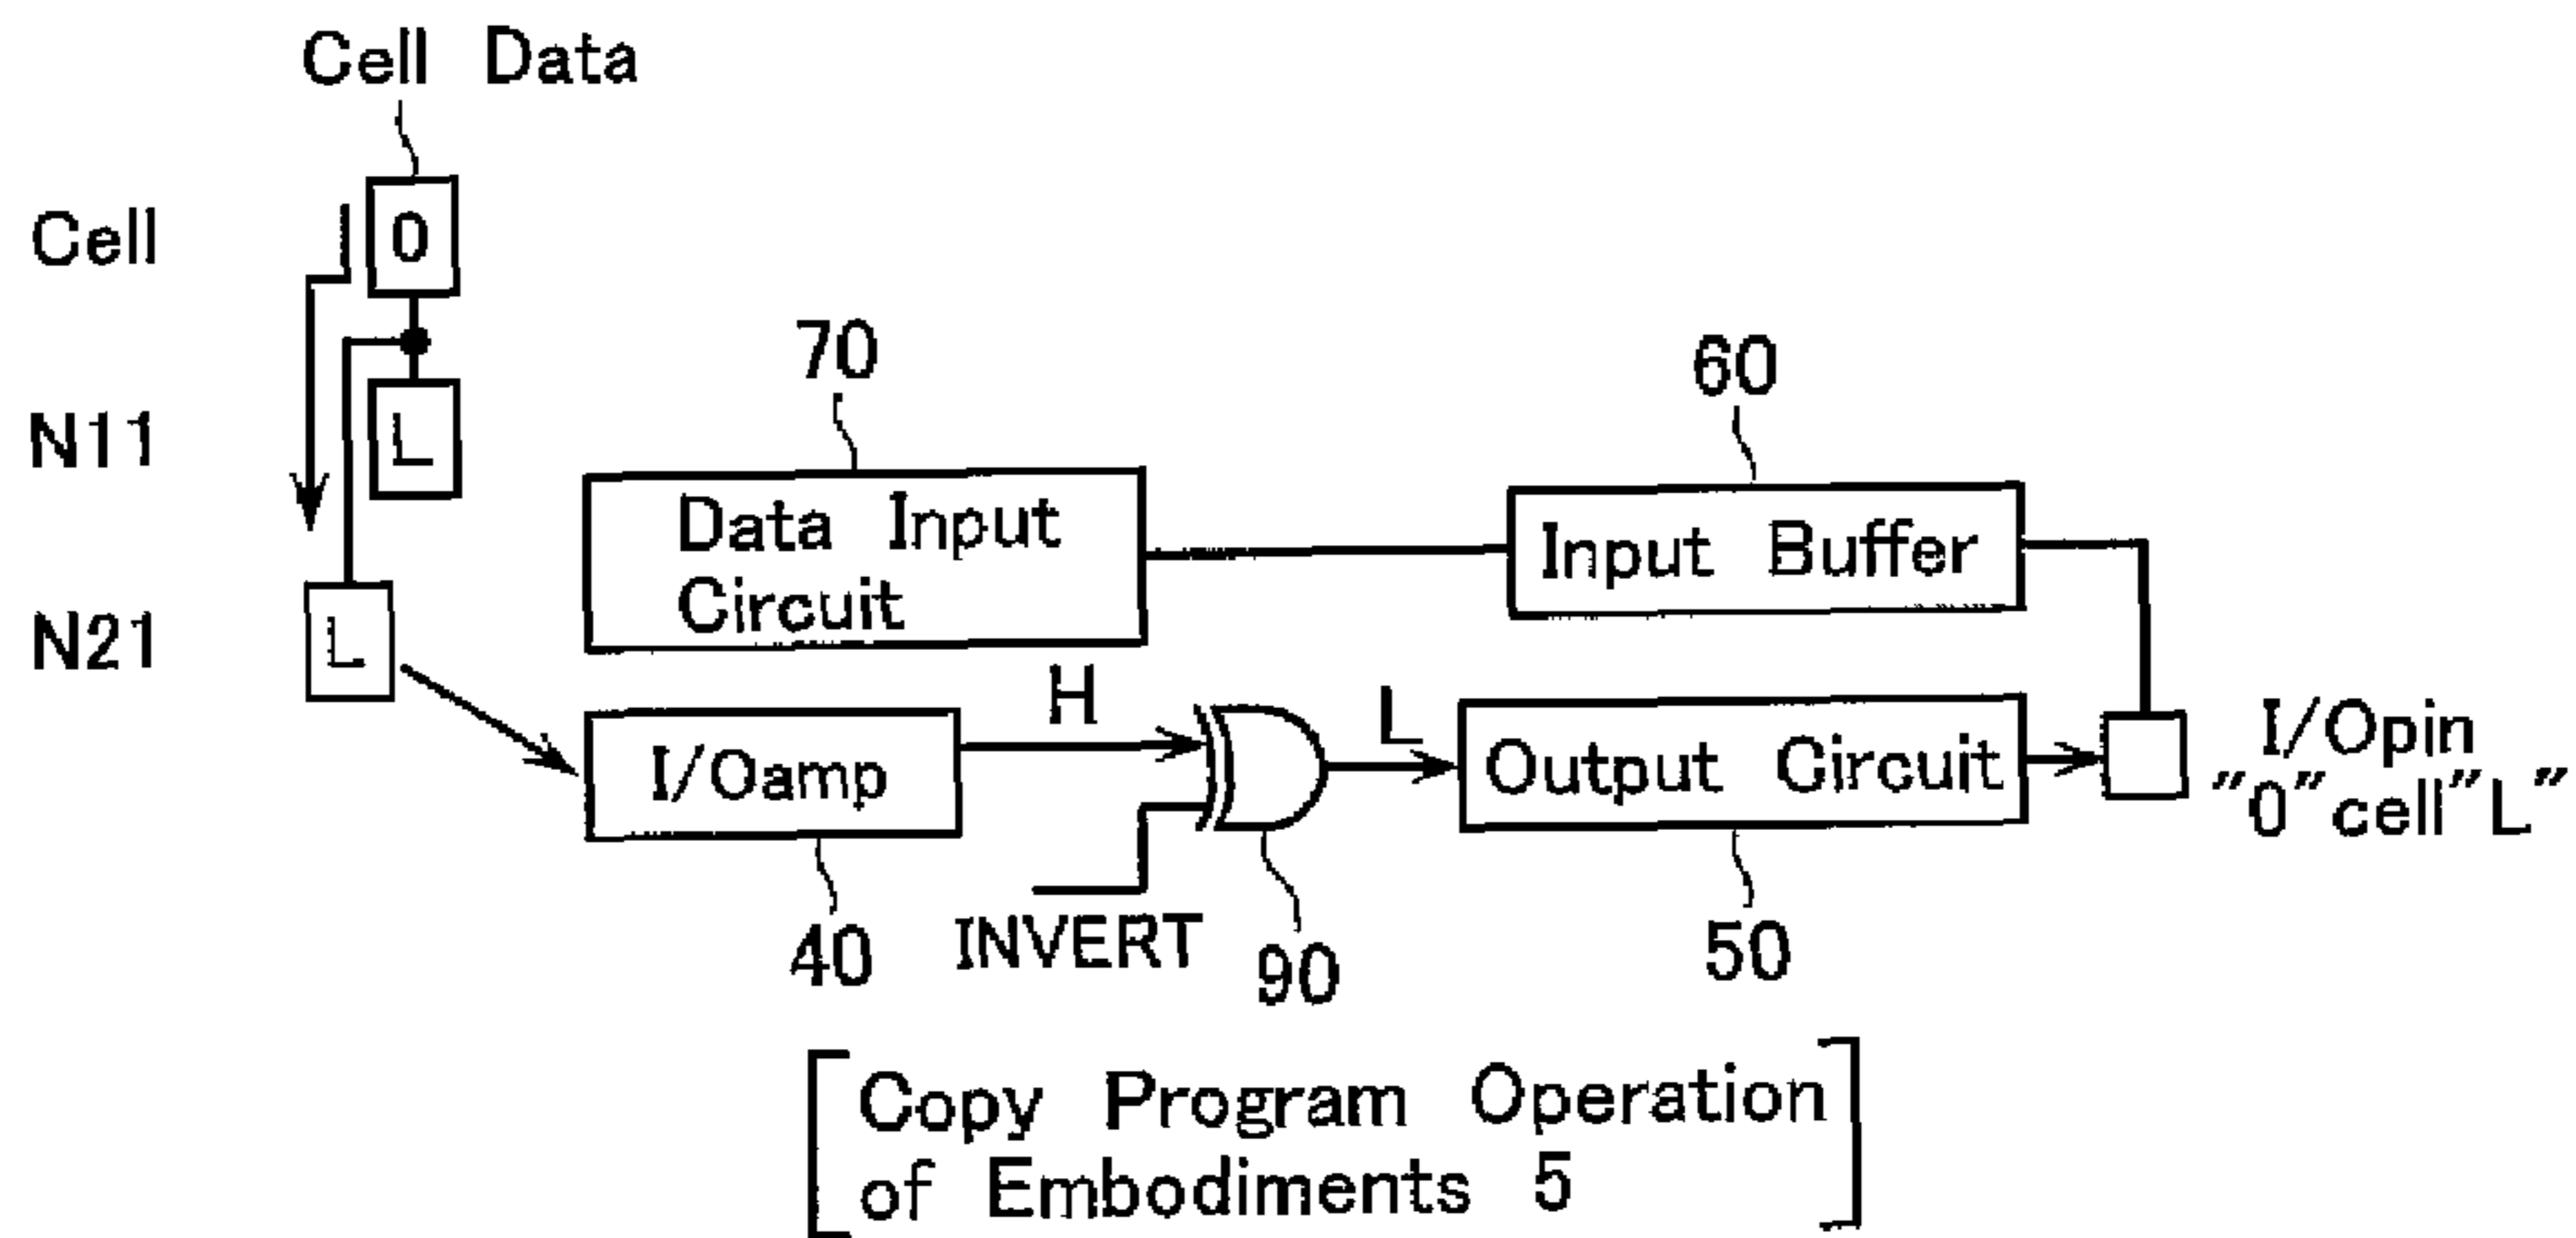 Cell Data
Cell
0
N11
L
70
60
Data Input
Circuit
Input Buffer
N21
L
H
L
I/Oamp
Output Circuit
I/Opin
"0"cell"L"
INVERT
40
90
50
Copy Program Operation
of Embodiments 5